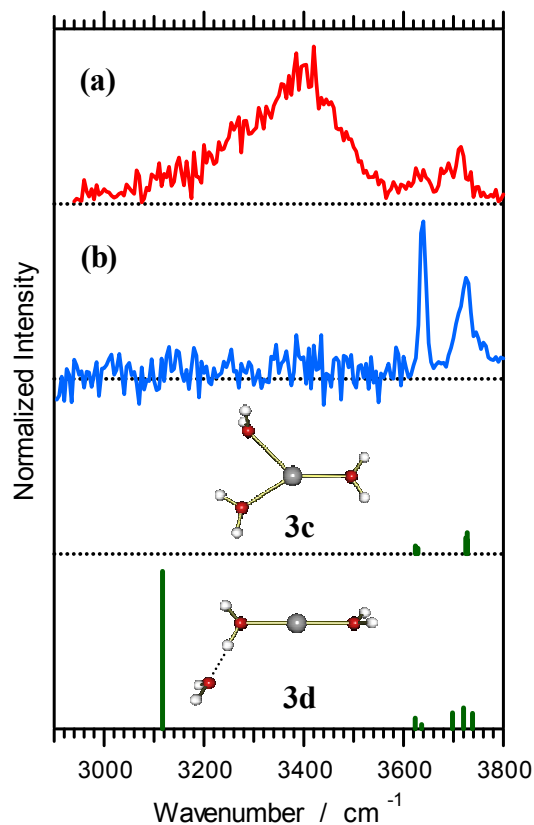 (a)
(b)
3c
3d
Normalized Intensity
3000 3200 3400 3600 3800
Wavenumber / cm⁻¹